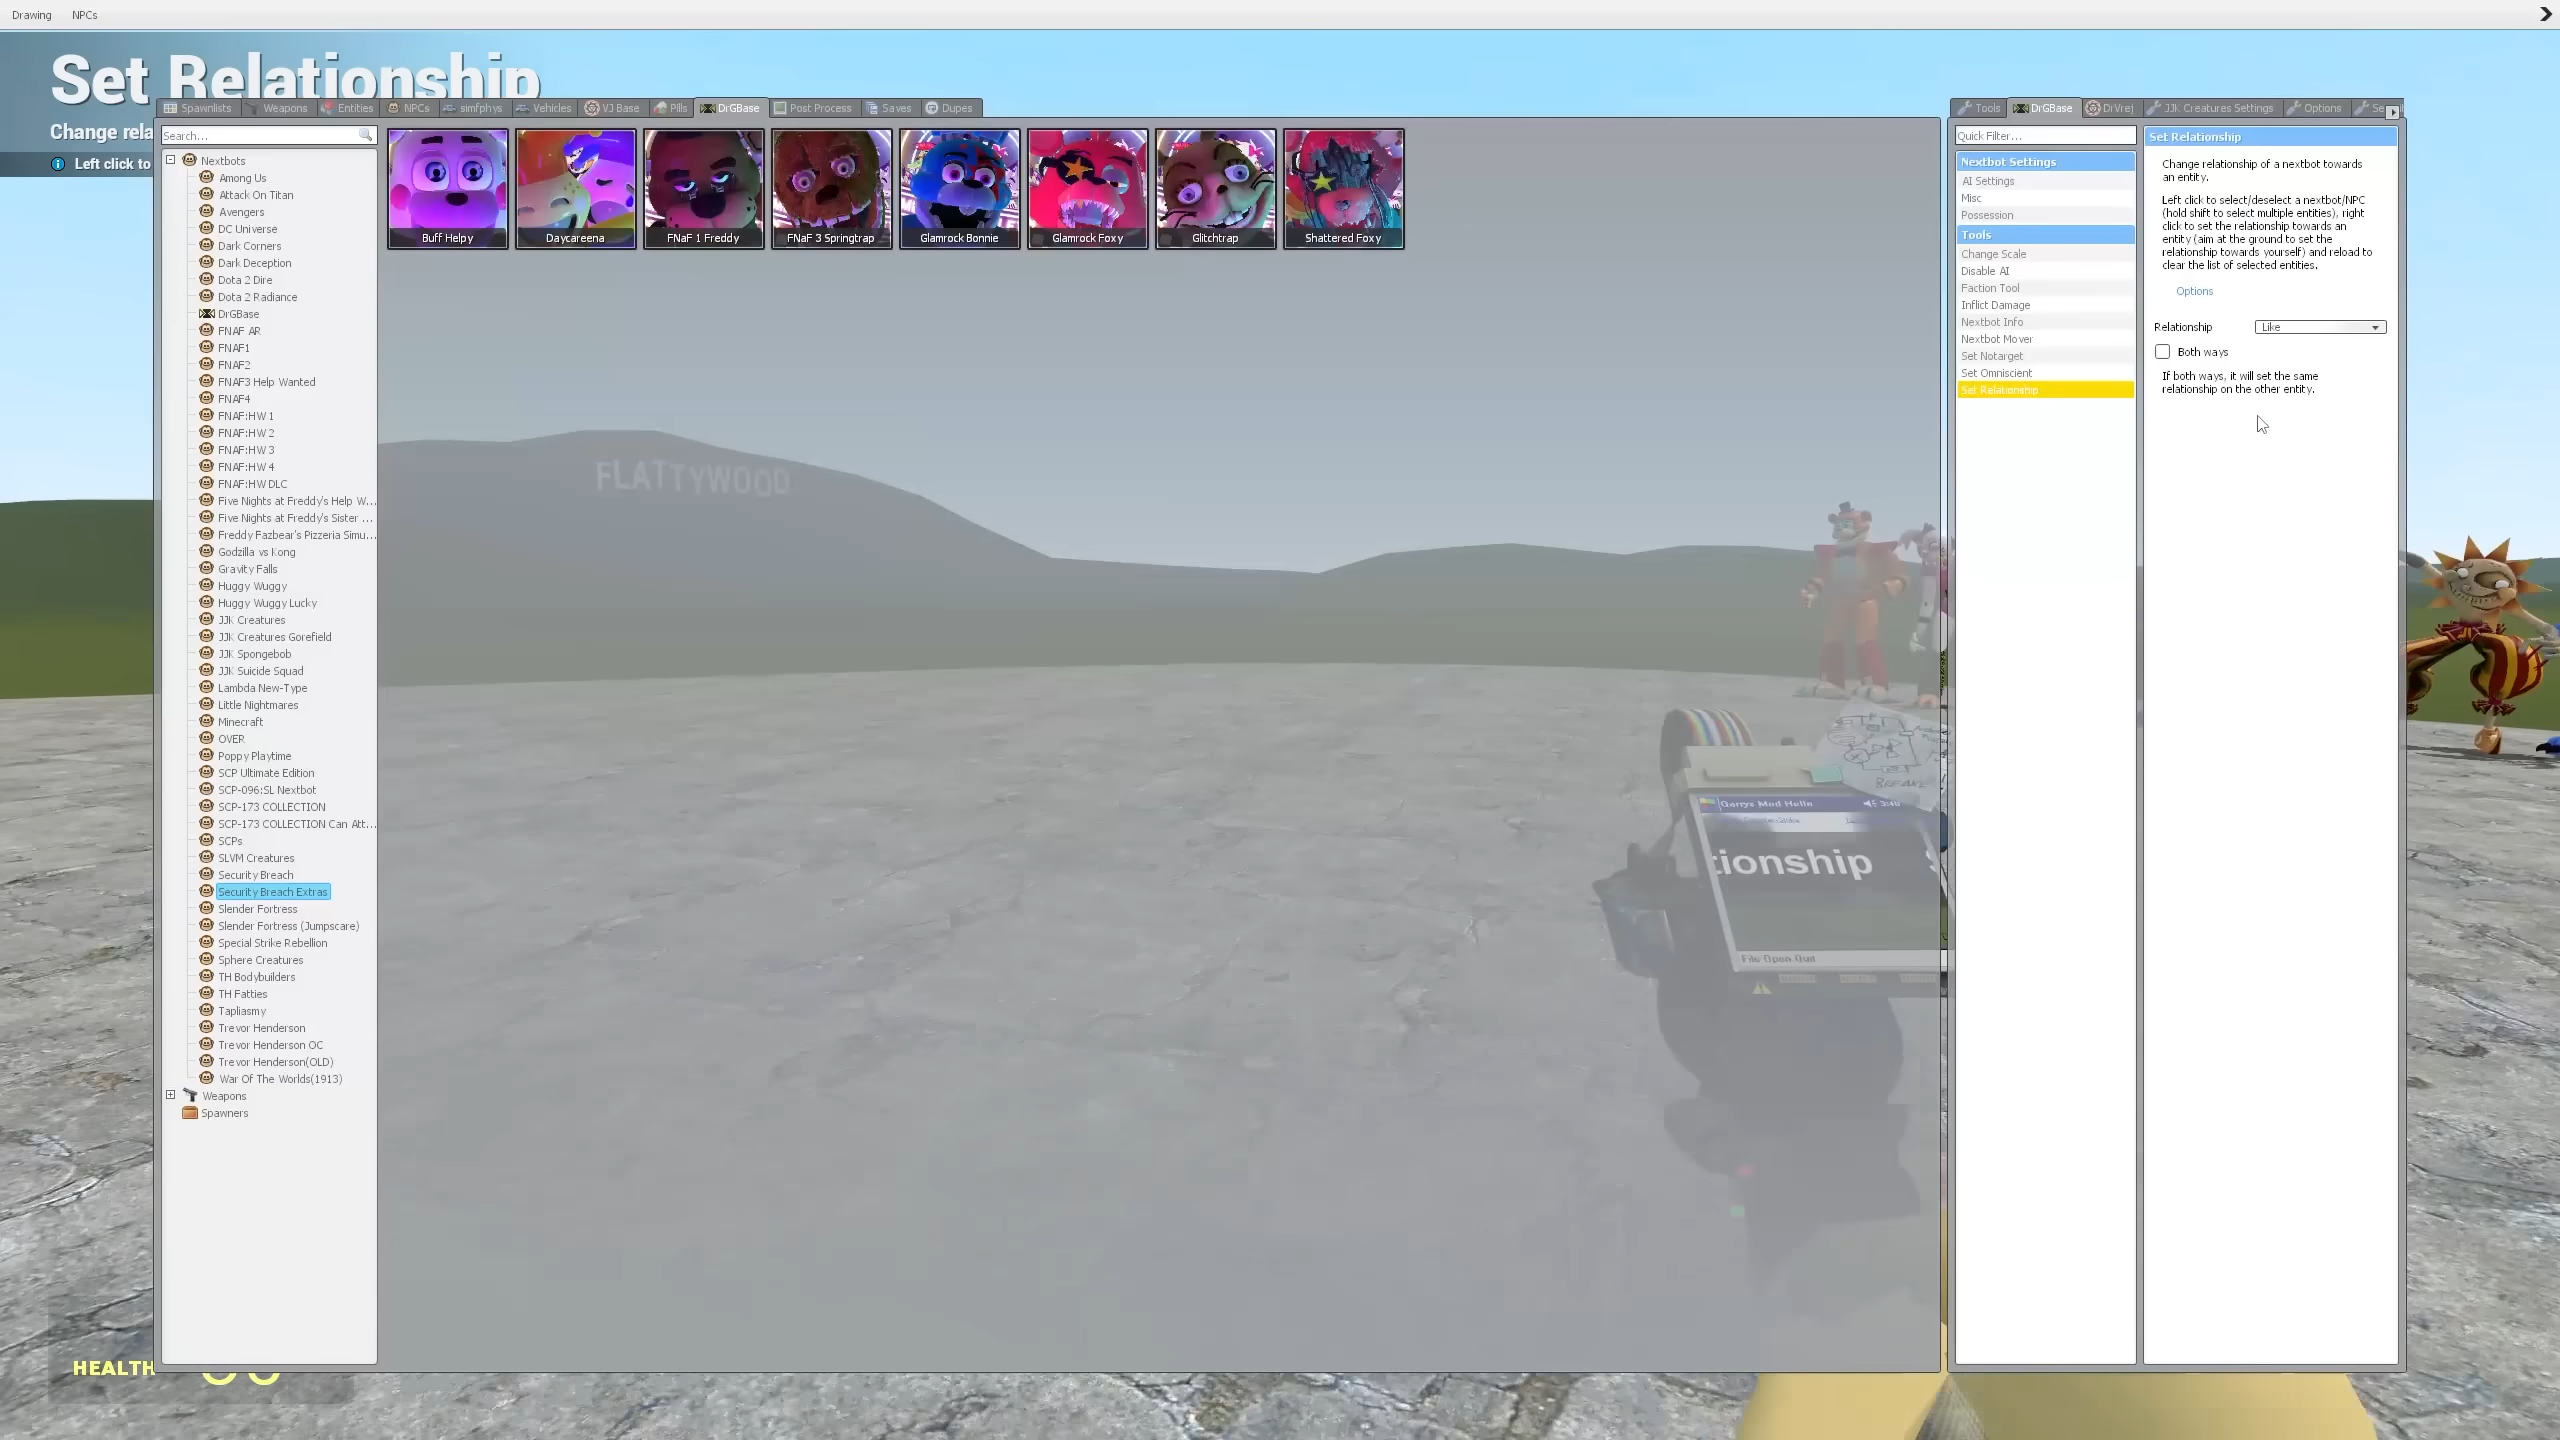 Drawing NPCs
Set Relationship
Change rela
Left click to
Spawnlists Weapons Entities NPCs simfphys Vehicles VJ Base Pills DrGBase Post Process Saves Dupes
Search...
Nextbots
Among Us
Attack On Titan
Avengers
DC Universe
Dark Corners
Dark Deception
Dota 2 Dire
Dota 2 Radiance
DrGBase
FNAF AR
FNAF1
FNAF2
FNAF3 Help Wanted
FNAF4
FNAF:HW 1
FNAF:HW 2
FNAF:HW 3
FNAF:HW 4
FNAF:HW DLC
Five Nights at Freddy's Help W...
Five Nights at Freddy's Sister ...
Freddy Fazbear's Pizzeria Simu...
Godzilla vs Kong
Gravity Falls
Huggy Wuggy
Huggy Wuggy Lucky
JJK Creatures
JJK Creatures Gorefield
JJK Spongebob
JJK Suicide Squad
Lambda New-Type
Little Nightmares
Minecraft
OVER
Poppy Playtime
SCP Ultimate Edition
SCP-096:SL Nextbot
SCP-173 COLLECTION
SCP-173 COLLECTION Can Att...
SCPs
SLVM Creatures
Security Breach
Security Breach Extras
Slender Fortress
Slender Fortress (Jumpscare)
Special Strike Rebellion
Sphere Creatures
TH Bodybuilders
TH Fatties
Tapliasmy
Trevor Henderson
Trevor Henderson OC
Trevor Henderson(OLD)
War Of The Worlds(1913)
Weapons
Spawners
Buff Helpy Daycareena FNaF 1 Freddy FNaF 3 Springtrap Glamrock Bonnie Glamrock Foxy Glitchtrap Shattered Foxy
FLATTYWOOD
Garrys Mod Hello
tionship
File Open Quit
HEALTH
Tools DrGBase DrVrej JJK Creatures Settings Options
Quick Filter...
Nextbot Settings
AI Settings
Misc
Possession
Tools
Change Scale
Disable AI
Faction Tool
Inflict Damage
Nextbot Info
Nextbot Mover
Set Notarget
Set Omniscient
Set Relationship
Set Relationship
Change relationship of a nextbot towards
an entity.
Left click to select/deselect a nextbot/NPC
(hold shift to select multiple entities), right
click to set the relationship towards an
entity (aim at the ground to set the
relationship towards yourself) and reload to
clear the list of selected entities.
Options
Relationship Like
Both ways
If both ways, it will set the same
relationship on the other entity.